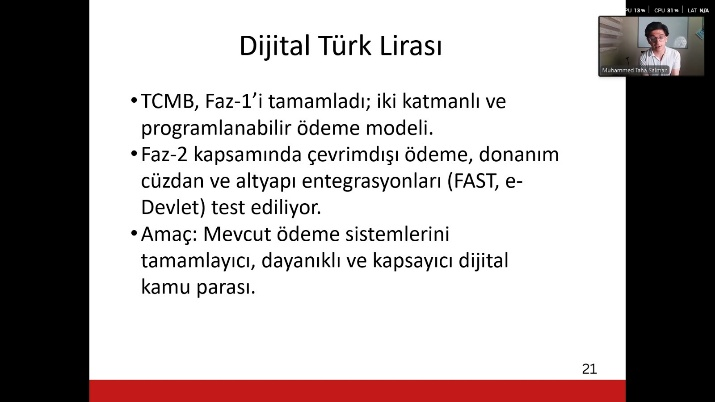 PU 13% | CPU 31% | LAT N/A
Dijital Türk Lirası
•TCMB, Faz-1’i tamamladı; iki katmanlı ve
programlanabilir ödeme modeli.
•Faz-2 kapsamında çevrimdışı ödeme, donanım
cüzdan ve altyapı entegrasyonları (FAST, e-
Devlet) test ediliyor.
•Amaç: Mevcut ödeme sistemlerini
tamamlayıcı, dayanıklı ve kapsayıcı dijital
kamu parası.
21
Muhammed Taha